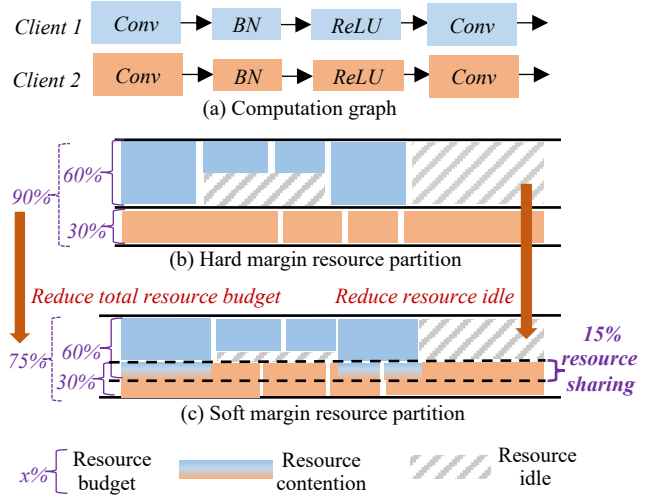 Client 1 Conv BN ReLU Conv
Client 2 Conv BN ReLU Conv
(a) Computation graph
90% 60%
30%
(b) Hard margin resource partition
Reduce total resource budget Reduce resource idle
75% 60%
30%
15%
resource
sharing
(c) Soft margin resource partition
x% Resource
budget
Resource
contention
Resource
idle